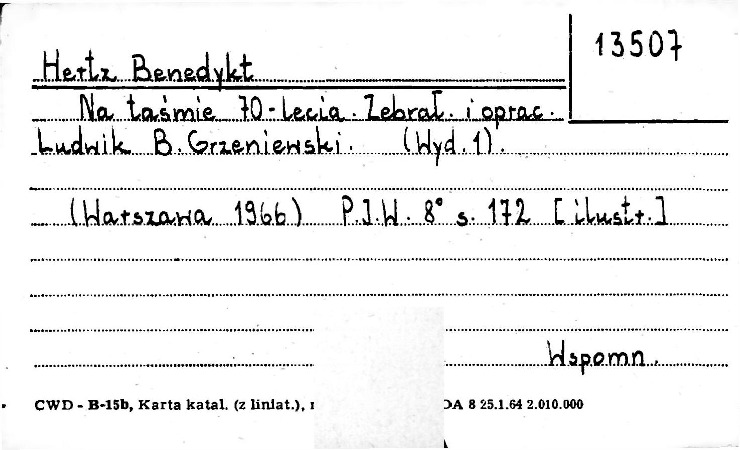 13507
Hertz Benedykt
Na taśmie 70-lecia. Zebrał. i oprac.
Ludwik B. Grzeniewski. (Wyd. 1).
(Warszawa 1966) P.I.W. 8° s. 172 [ilustr.]
Wspomn.
CWD - B-15b, Karta katal. (z liniat.), DA 8 25.1.64 2.010.000